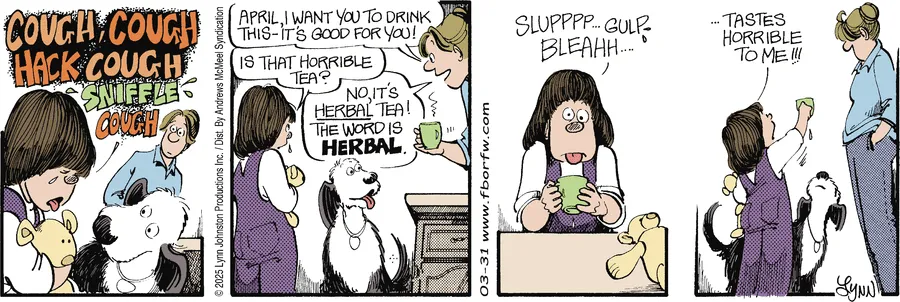 COUGH, COUGH
HACK COUGH
SNIFFLE
COUGH
© 2025 Lynn Johnston Productions Inc. / Dist. By Andrews McMeel Syndication
APRIL, I WANT YOU TO DRINK
THIS-IT'S GOOD FOR YOU!
IS THAT HORRIBLE
TEA?
NO, IT'S
HERBAL TEA!
THE WORD IS
HERBAL.
03-31 www.fborfw.com
SLUPPPP... GULP
BLEAHH....
...TASTES
HORRIBLE
TO ME!!!
LYNN